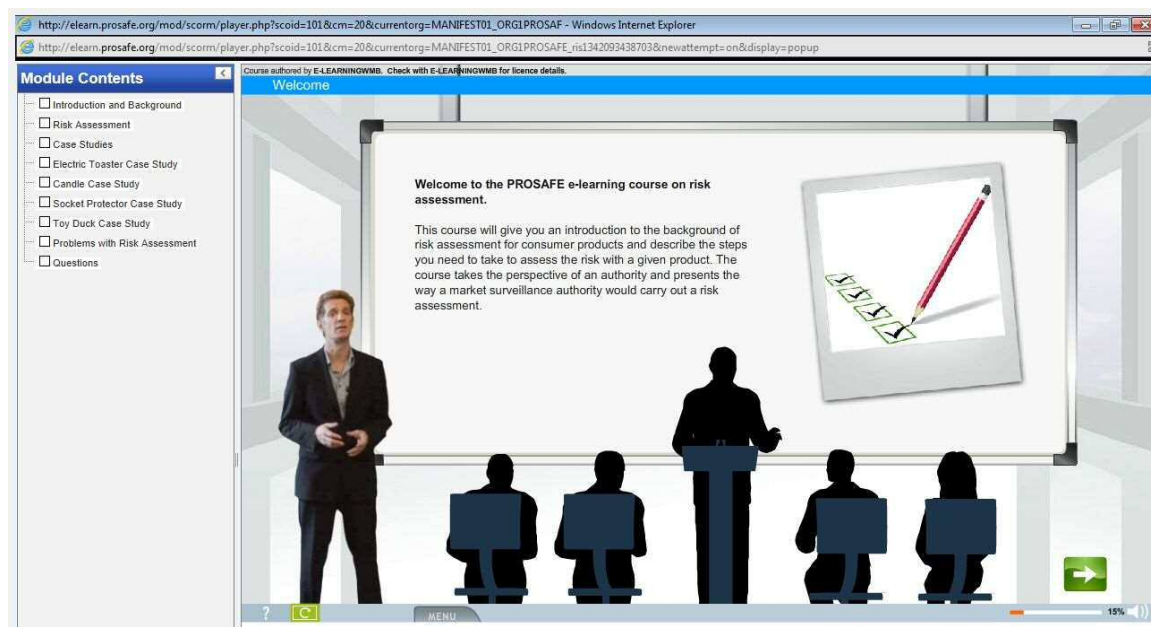 http://elearn.prosafe.org/mod/scorm/player.php?scoid=101&cm=20&currentorg=MANIFEST01_ORG1PROSAF - Windows Internet Explorer
http://elearn.prosafe.org/mod/scorm/player.php?scoid=101&cm=20&currentorg=MANIFEST01_ORG1PROSAFE_ris1342093438703&newattempt=on&display=popup
Module Contents
Introduction and Background
Risk Assessment
Case Studies
Electric Toaster Case Study
Candle Case Study
Socket Protector Case Study
Toy Duck Case Study
Problems with Risk Assessment
Questions
Course authored by E-LEARNINGWMB. Check with E-LEARNINGWMB for licence details.
Welcome
Welcome to the PROSAFE e-learning course on risk
assessment.
This course will give you an introduction to the background of
risk assessment for consumer products and describe the steps
you need to take to assess the risk with a given product. The
course takes the perspective of an authority and presents the
way a market surveillance authority would carry out a risk
assessment.
?
MENU
15%